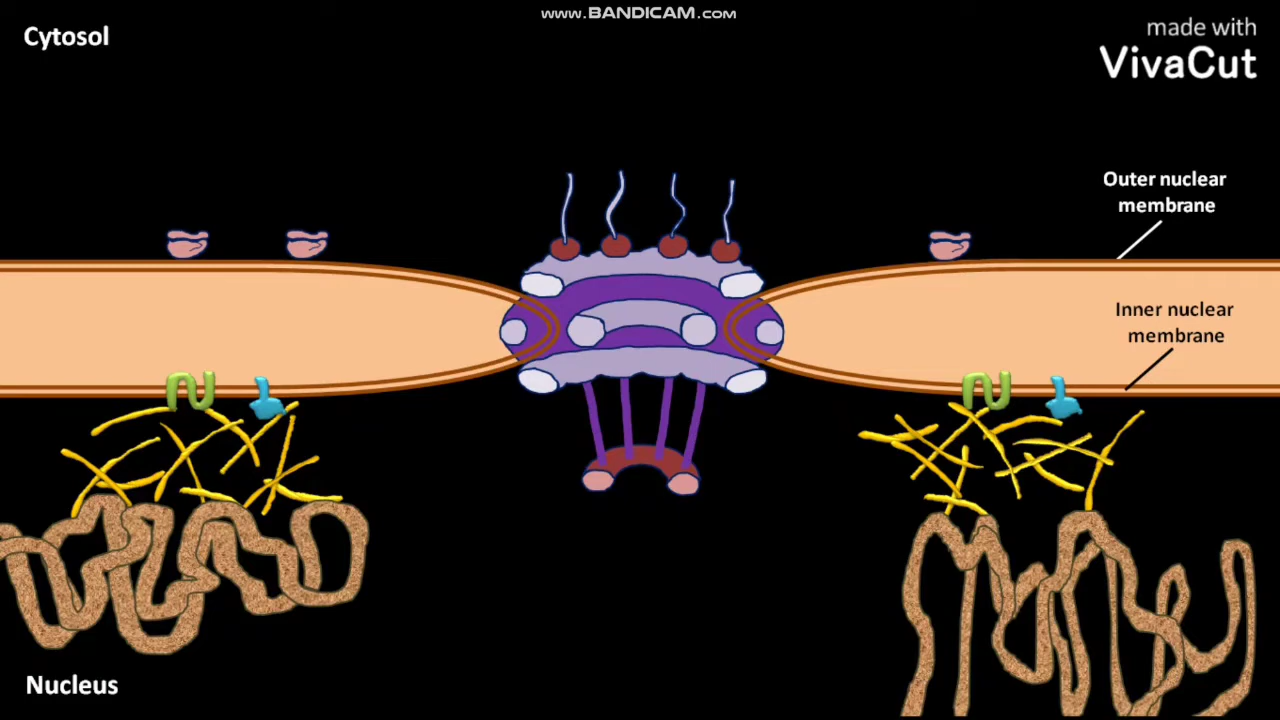 www.BANDICAM.com
Cytosol
made with
VivaCut
Outer nuclear
membrane
Inner nuclear
membrane
Nucleus